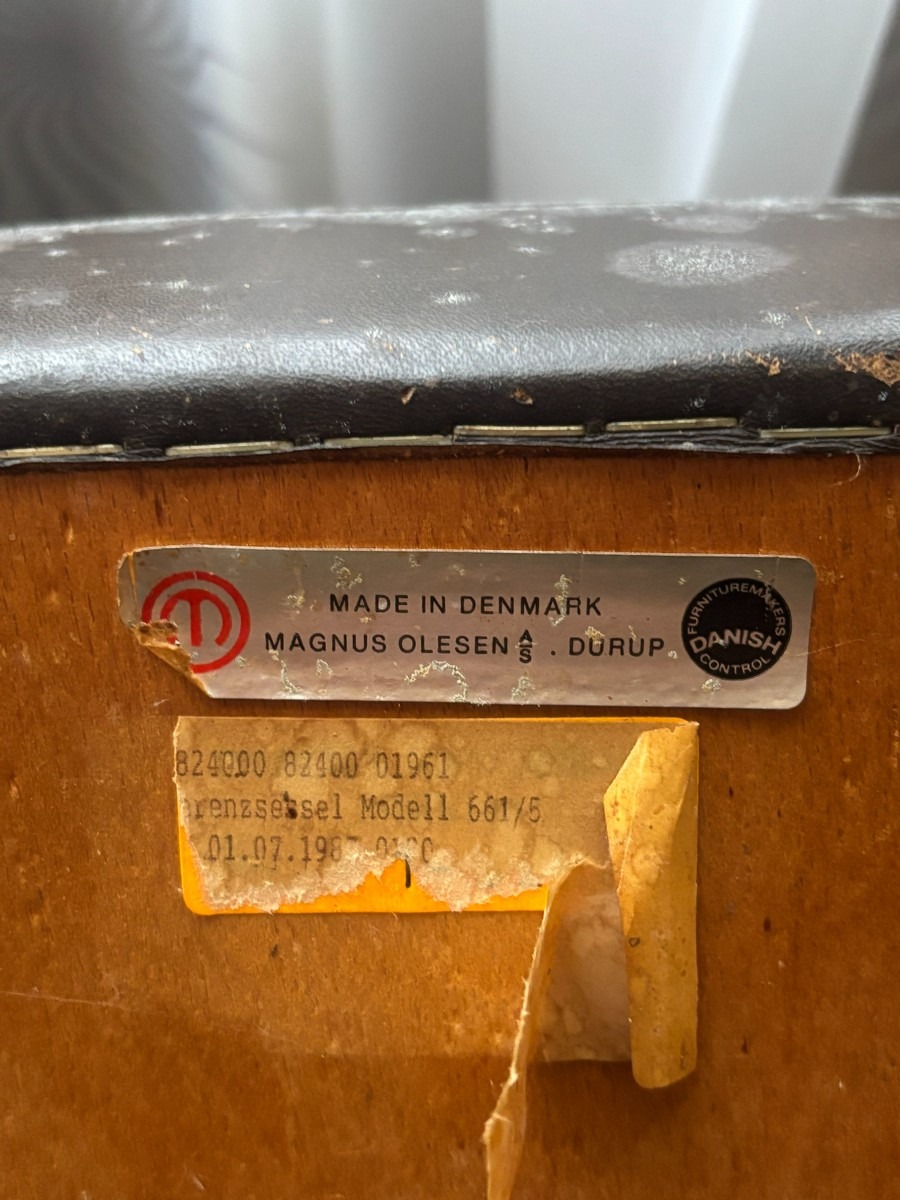 MADE IN DENMARK
MAGNUS OLESEN A/S . DURUP
FURNITUREMAKERS
DANISH
CONTROL
824000 82400 01961
renzsessel Modell 661/5
01.07.198